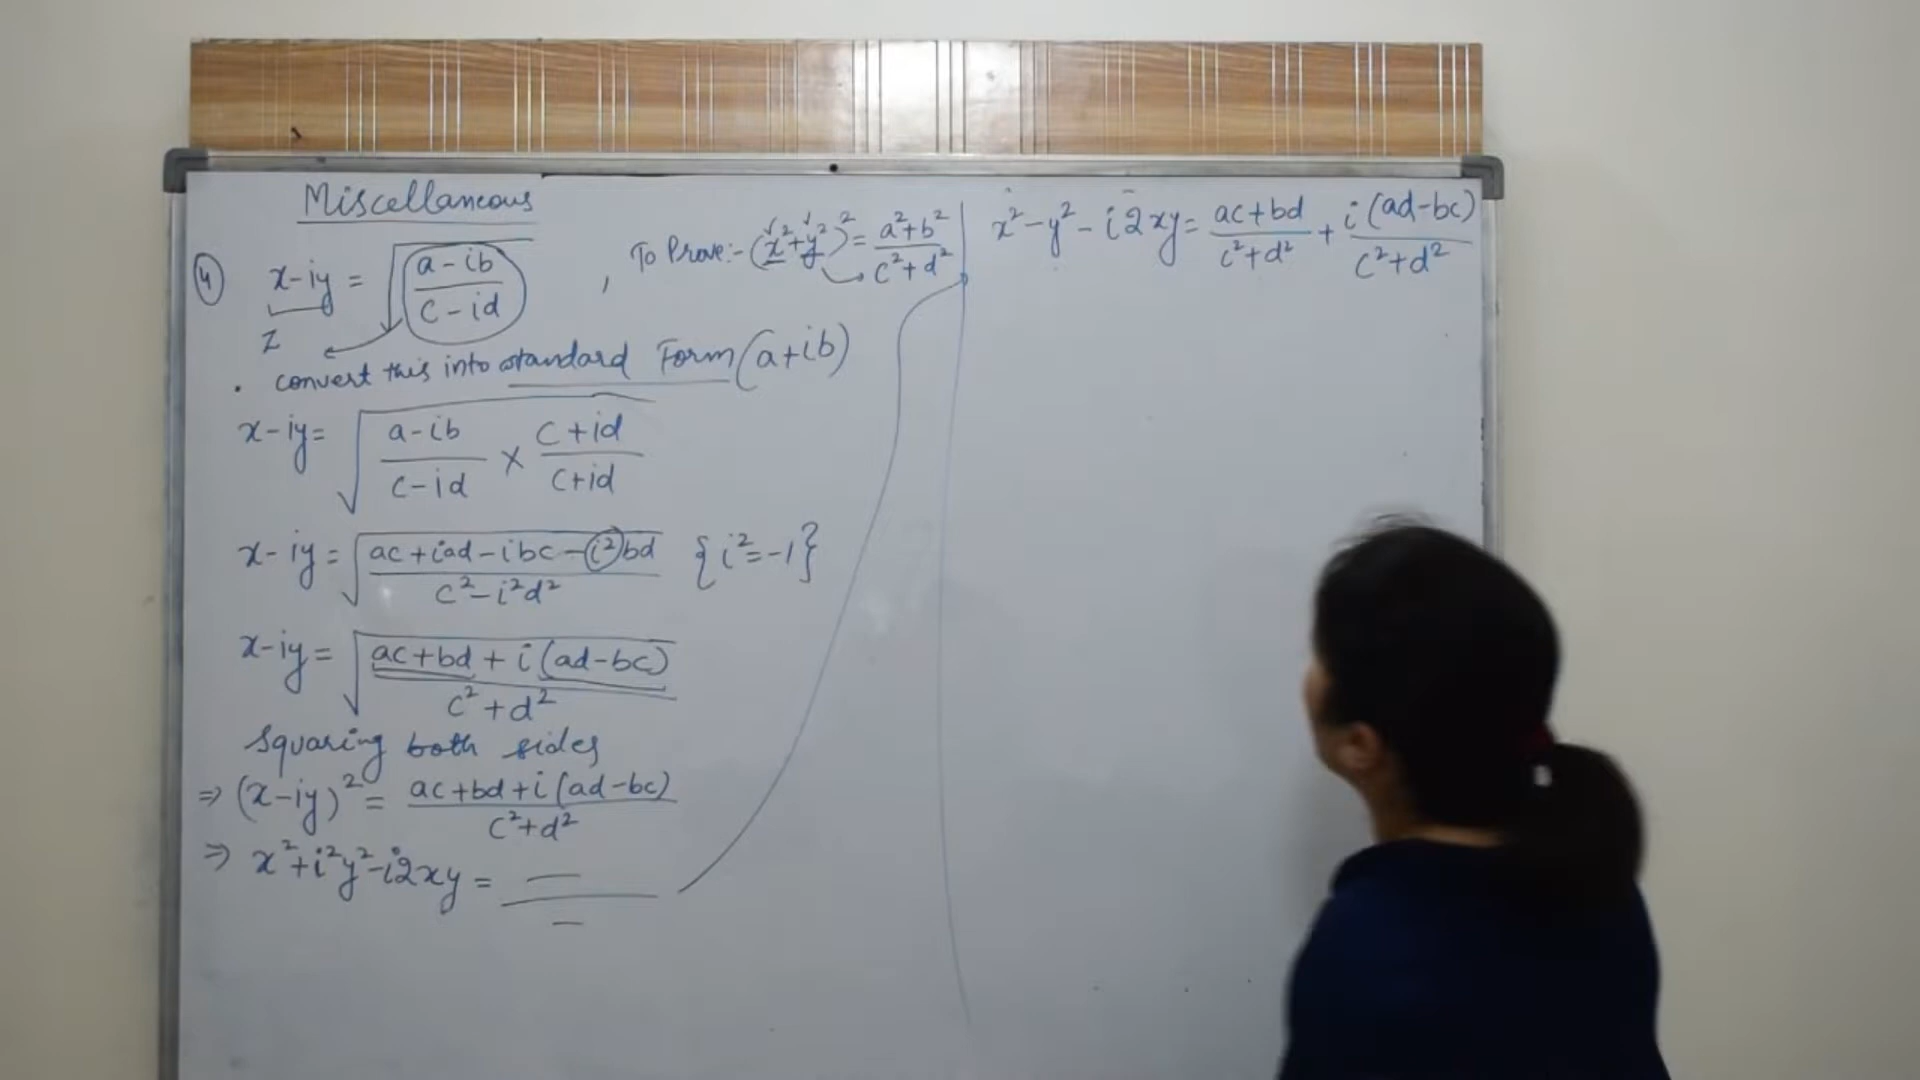 Miscellaneous
④ x-iy = √((a-ib)/(c-id)) , To Prove:- (x²+y²)² = (a²+b²)/(c²+d²)
z
. convert this into standard Form (a+ib)
x-iy = √((a-ib)/(c-id) × (c+id)/(c+id))
x-iy = √((ac+iad-ibc-i²bd)/(c²-i²d²)) {i²=-1}
x-iy = √((ac+bd+i(ad-bc))/(c²+d²))
Squaring both sides
⇒ (x-iy)² = (ac+bd+i(ad-bc))/(c²+d²)
⇒ x²+i²y²-i2xy =
x²-y²-i2xy = (ac+bd)/(c²+d²) + i(ad-bc)/(c²+d²)